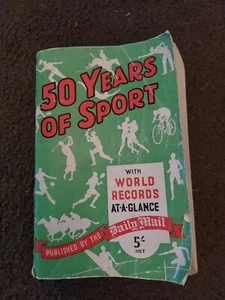 50 YEARS
OF SPORT
WITH
WORLD
RECORDS
AT-A-GLANCE
PUBLISHED BY THE Daily Mail
5/-
NET